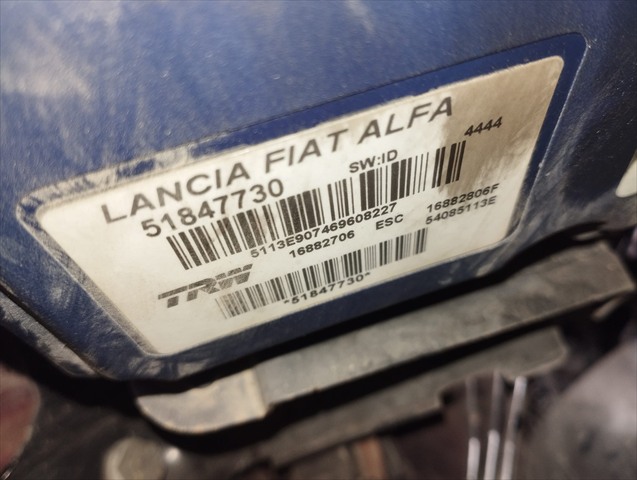 LANCIA FIAT ALFA
51847730 SW:ID 4444
5113E907469608227
16882706 ESC 16882806F
54085113E
TRW
*51847730*